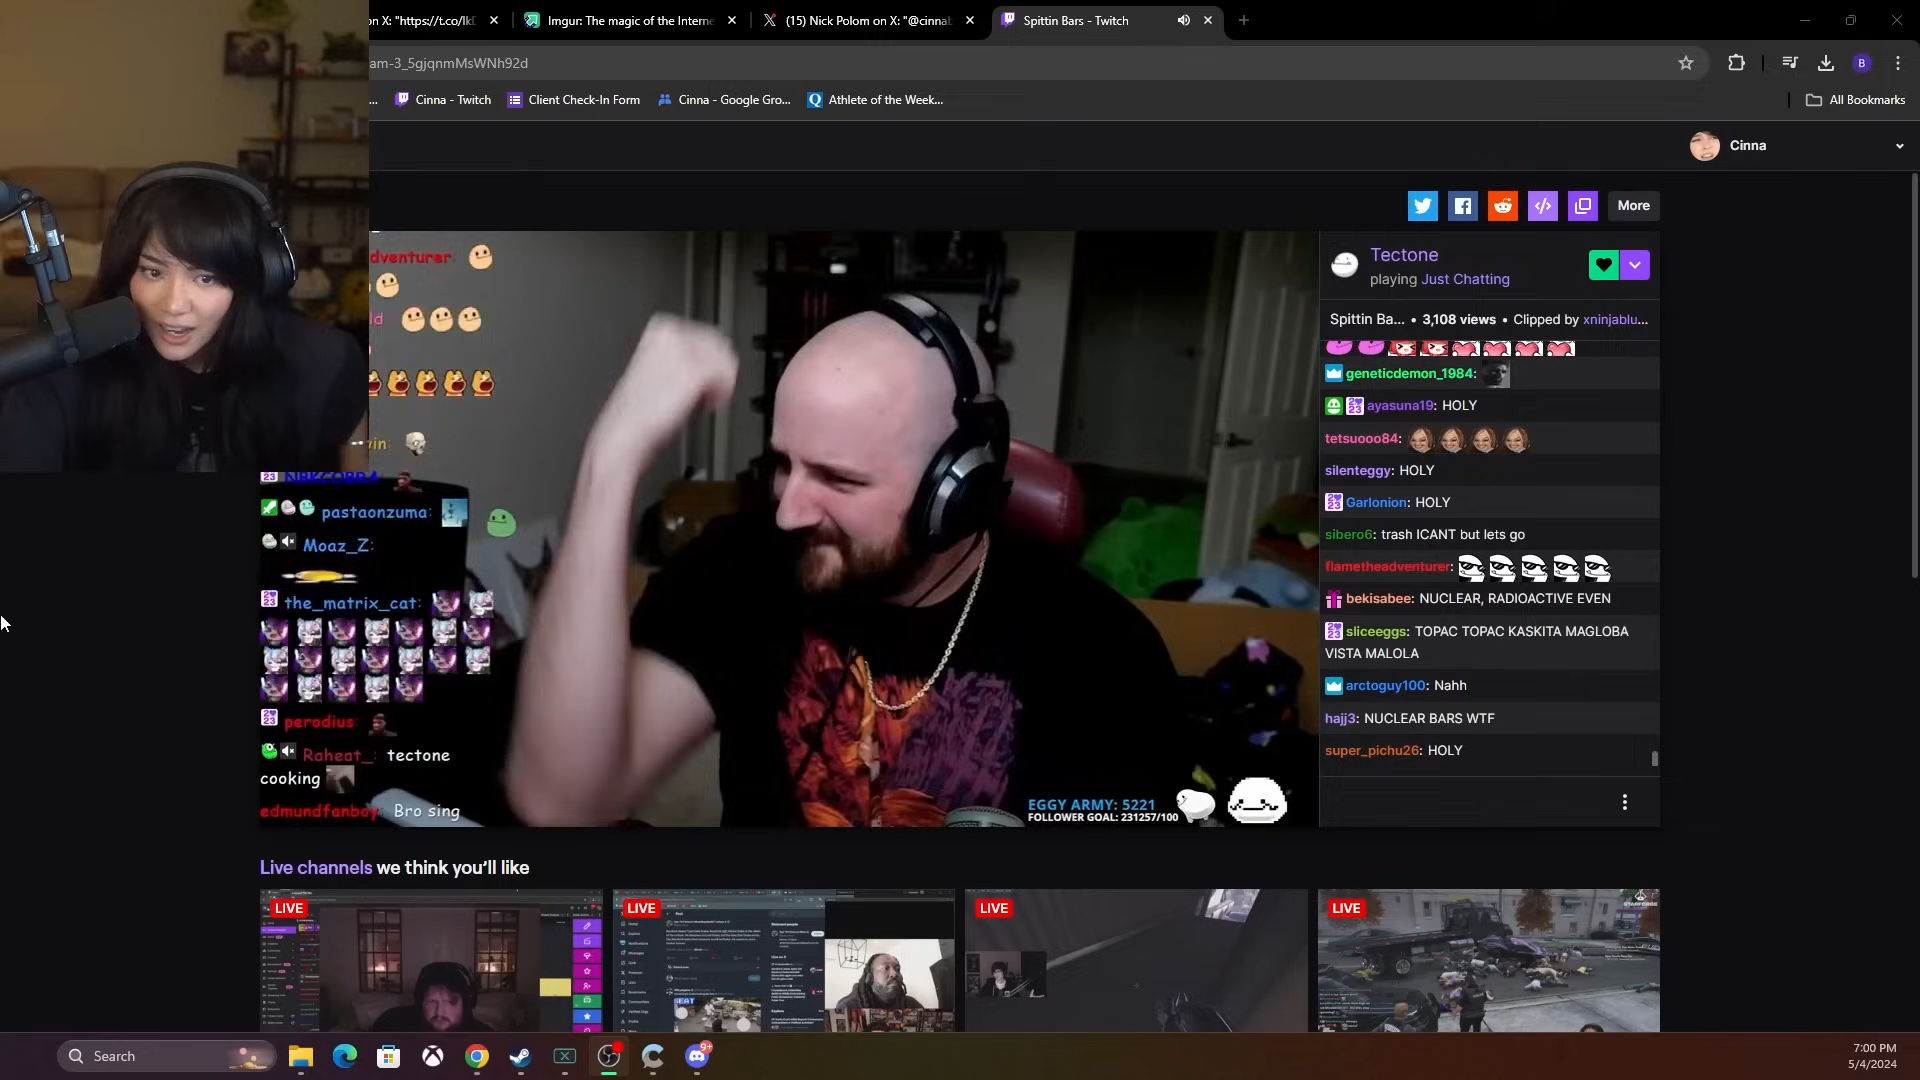 on X: "https://t.co/lkD
Imgur: The magic of the Interne
(15) Nick Polom on X: "@cinnab
Spittin Bars - Twitch
am-3_5gjqnmMsWNh92d
B
...
Cinna - Twitch
Client Check-In Form
Cinna - Google Gro...
Athlete of the Week...
All Bookmarks
Cinna
More
Tectone
playing Just Chatting
Spittin Ba... • 3,108 views • Clipped by xninjablu...
geneticdemon_1984:
ayasuna19: HOLY
tetsuooo84:
silenteggy: HOLY
Garlonion: HOLY
sibero6: trash ICANT but lets go
flametheadventurer:
bekisabee: NUCLEAR, RADIOACTIVE EVEN
sliceeggs: TOPAC TOPAC KASKITA MAGLOBA
VISTA MALOLA
arctoguy100: Nahh
hajj3: NUCLEAR BARS WTF
super_pichu26: HOLY
dventurer:
ld
vin:
pastaonzuma:
Moaz_Z:
the_matrix_cat:
perodius:
Raheat_: tectone
cooking
edmundfanboy: Bro sing
EGGY ARMY: 5221
FOLLOWER GOAL: 231257/100
Live channels we think you'll like
LIVE
LIVE
LIVE
LIVE
Search
9+
7:00 PM
5/4/2024